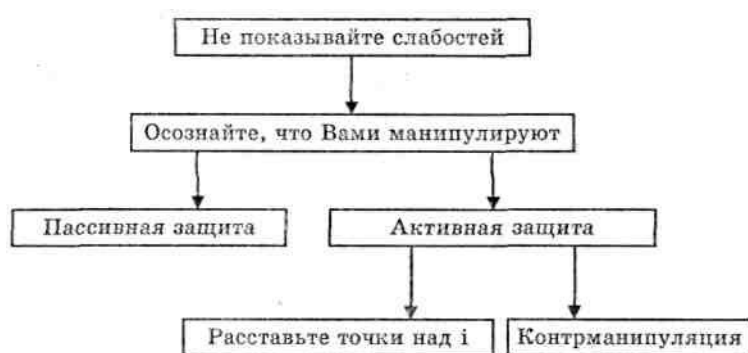 Не показывайте слабостей
Осознайте, что Вами манипулируют
Пассивная защита
Активная защита
Расставьте точки над i
Контрманипуляция